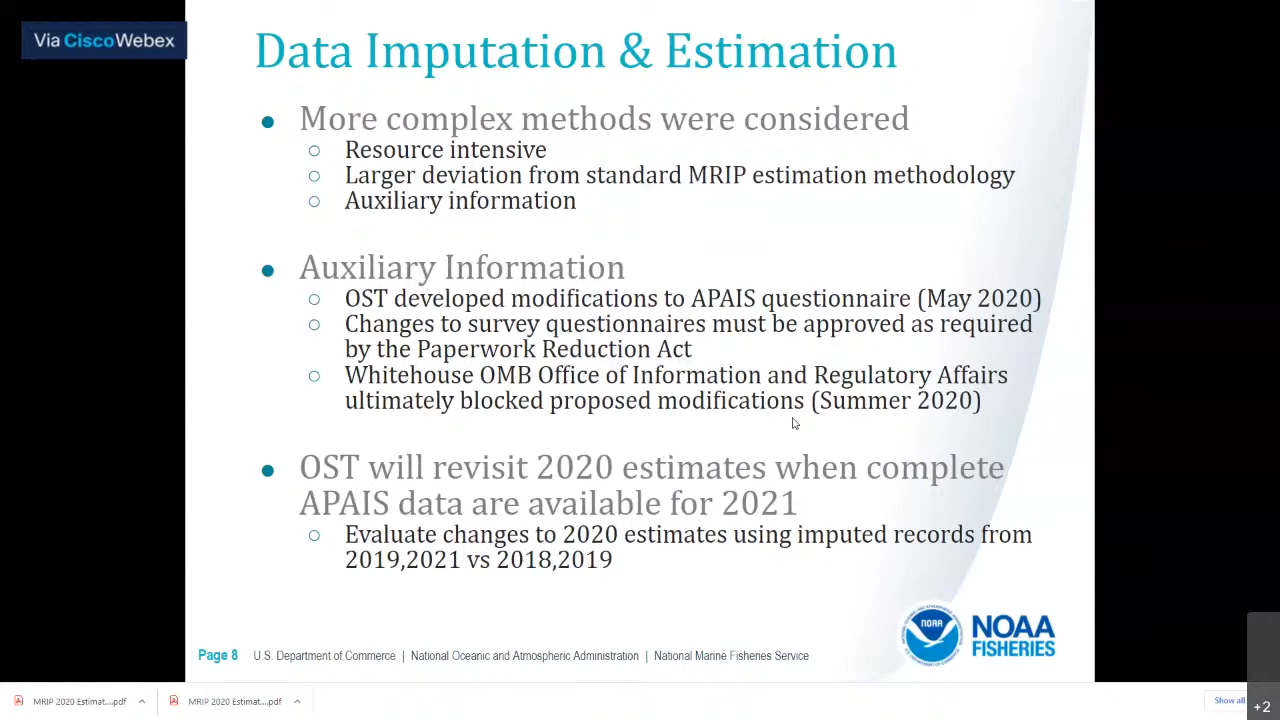 Via Cisco Webex
Data Imputation & Estimation
● More complex methods were considered
○ Resource intensive
○ Larger deviation from standard MRIP estimation methodology
○ Auxiliary information
● Auxiliary Information
○ OST developed modifications to APAIS questionnaire (May 2020)
○ Changes to survey questionnaires must be approved as required
by the Paperwork Reduction Act
○ Whitehouse OMB Office of Information and Regulatory Affairs
ultimately blocked proposed modifications (Summer 2020)
● OST will revisit 2020 estimates when complete
APAIS data are available for 2021
○ Evaluate changes to 2020 estimates using imputed records from
2019,2021 vs 2018,2019
NOAA
NOAA
FISHERIES
Page 8 U.S. Department of Commerce | National Oceanic and Atmospheric Administration | National Marine Fisheries Service
MRIP 2020 Estimat....pdf MRIP 2020 Estimat....pdf Show all
+2